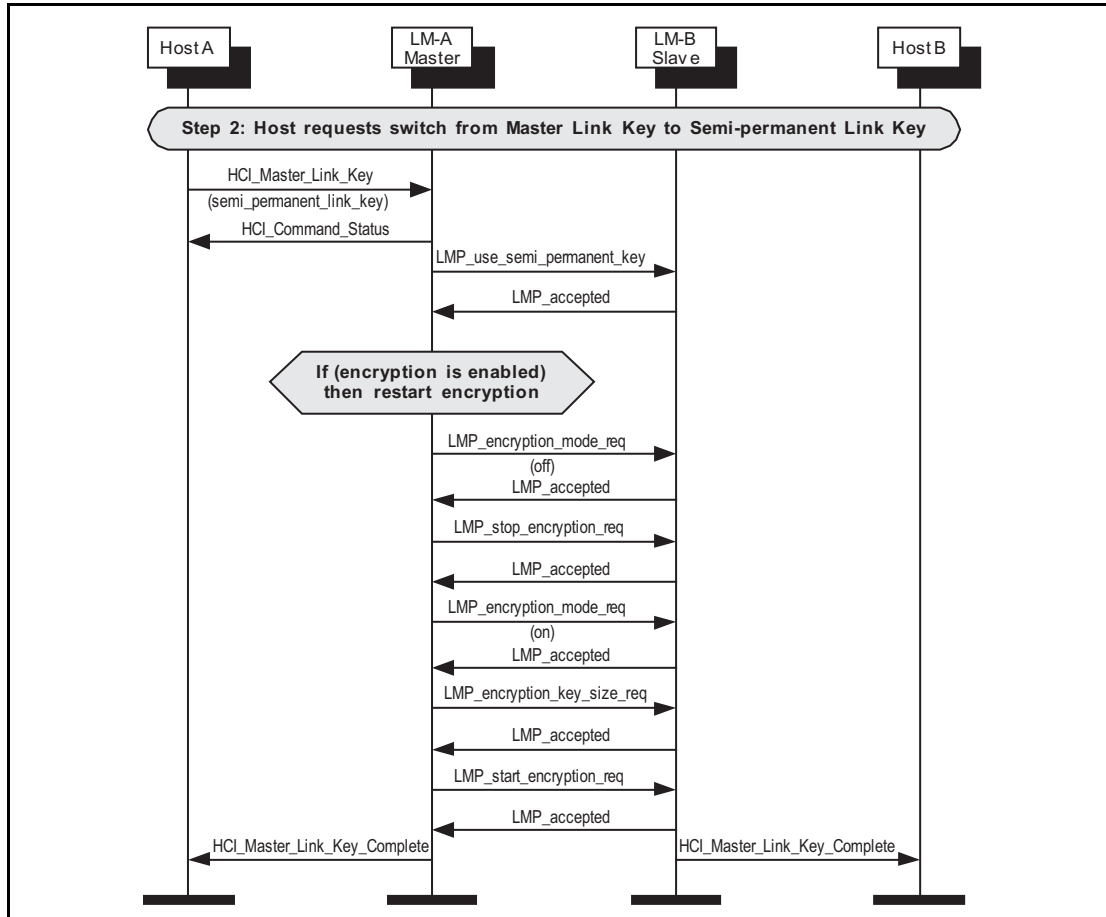 Host A
LM-A
Master
LM-B
Slave
Host B
Step 2: Host requests switch from Master Link Key to Semi-permanent Link Key
HCI_Master_Link_Key
(semi_permanent_link_key)
HCI_Command_Status
LMP_use_semi_permanent_key
LMP_accepted
If (encryption is enabled)
then restart encryption
LMP_encryption_mode_req
(off)
LMP_accepted
LMP_stop_encryption_req
LMP_accepted
LMP_encryption_mode_req
(on)
LMP_accepted
LMP_encryption_key_size_req
LMP_accepted
LMP_start_encryption_req
LMP_accepted
HCI_Master_Link_Key_Complete
HCI_Master_Link_Key_Complete